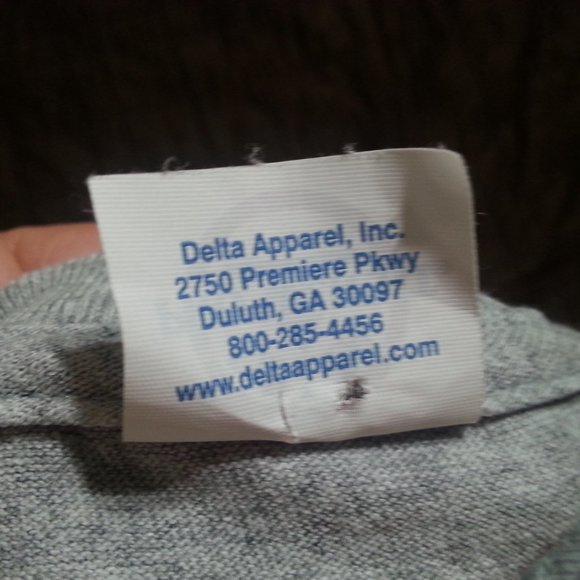 Delta Apparel, Inc.
2750 Premiere Pkwy
Duluth, GA 30097
800-285-4456
www.deltaapparel.com